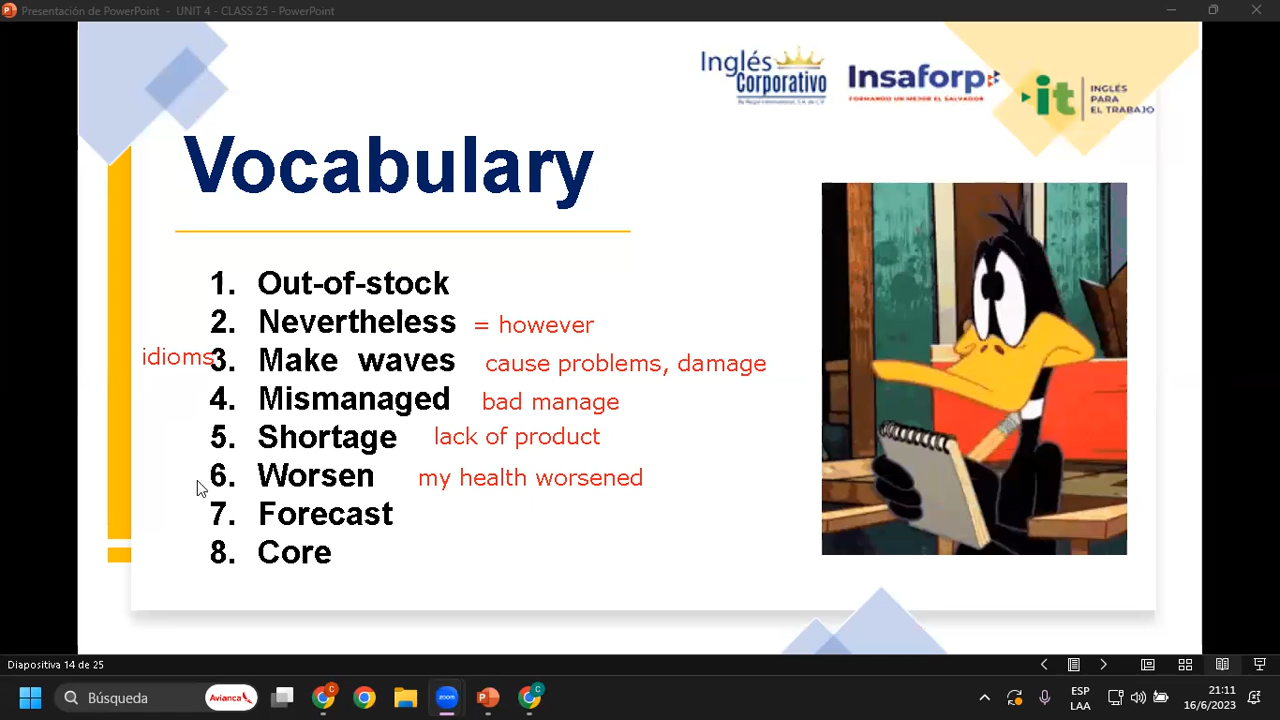 Presentación de PowerPoint - UNIT 4 - CLASS 25 - PowerPoint
Inglés
Corporativo
Insaforp
FORMANDO UN MEJOR EL SALVADOR
it
INGLÉS
PARA
EL TRABAJO
Vocabulary
1. Out-of-stock
2. Nevertheless = however
idioms 3. Make waves cause problems, damage
4. Mismanaged bad manage
5. Shortage lack of product
6. Worsen my health worsened
7. Forecast
8. Core
Diapositiva 14 de 25
Búsqueda
Avianca
zoom
ESP
LAA
21:11
16/6/2023